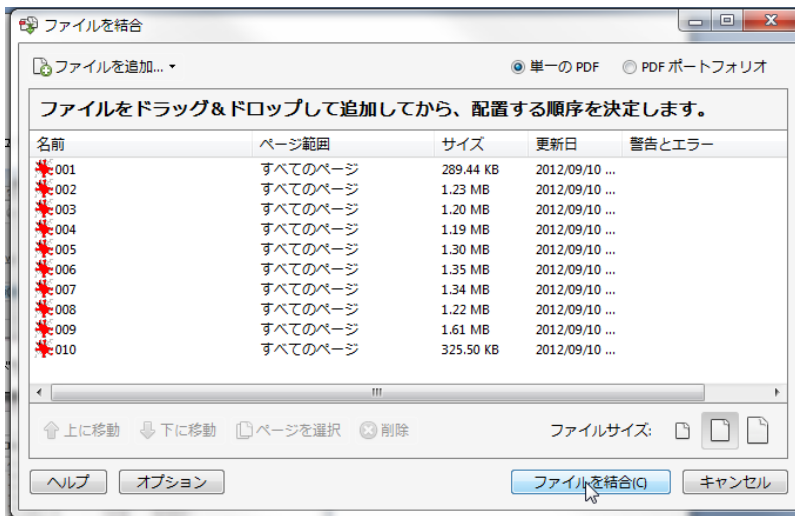 ファイルを結合
ファイルを追加...
単一の PDF
PDF ポートフォリオ
ファイルをドラッグ&ドロップして追加してから、配置する順序を決定します。
名前 ページ範囲 サイズ 更新日 警告とエラー
001 すべてのページ 289.44 KB 2012/09/10 ...
002 すべてのページ 1.23 MB 2012/09/10 ...
003 すべてのページ 1.20 MB 2012/09/10 ...
004 すべてのページ 1.19 MB 2012/09/10 ...
005 すべてのページ 1.30 MB 2012/09/10 ...
006 すべてのページ 1.35 MB 2012/09/10 ...
007 すべてのページ 1.34 MB 2012/09/10 ...
008 すべてのページ 1.22 MB 2012/09/10 ...
009 すべてのページ 1.61 MB 2012/09/10 ...
010 すべてのページ 325.50 KB 2012/09/10 ...
上に移動 下に移動 ページを選択 削除 ファイルサイズ:
ヘルプ オプション ファイルを結合(C) キャンセル